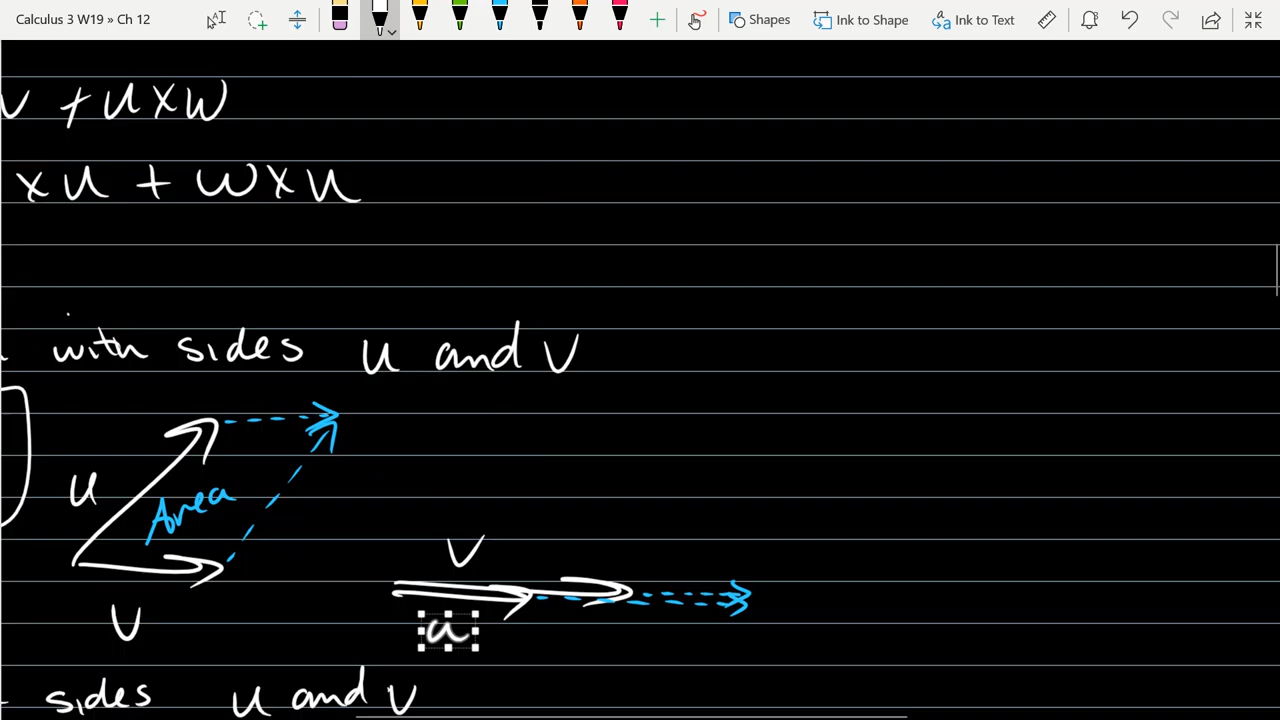 Calculus 3 W19 » Ch 12
Shapes
Ink to Shape
Ink to Text
v + u x w
x u + w x u
with sides u and v
u
Area
v
v
u
sides u and v